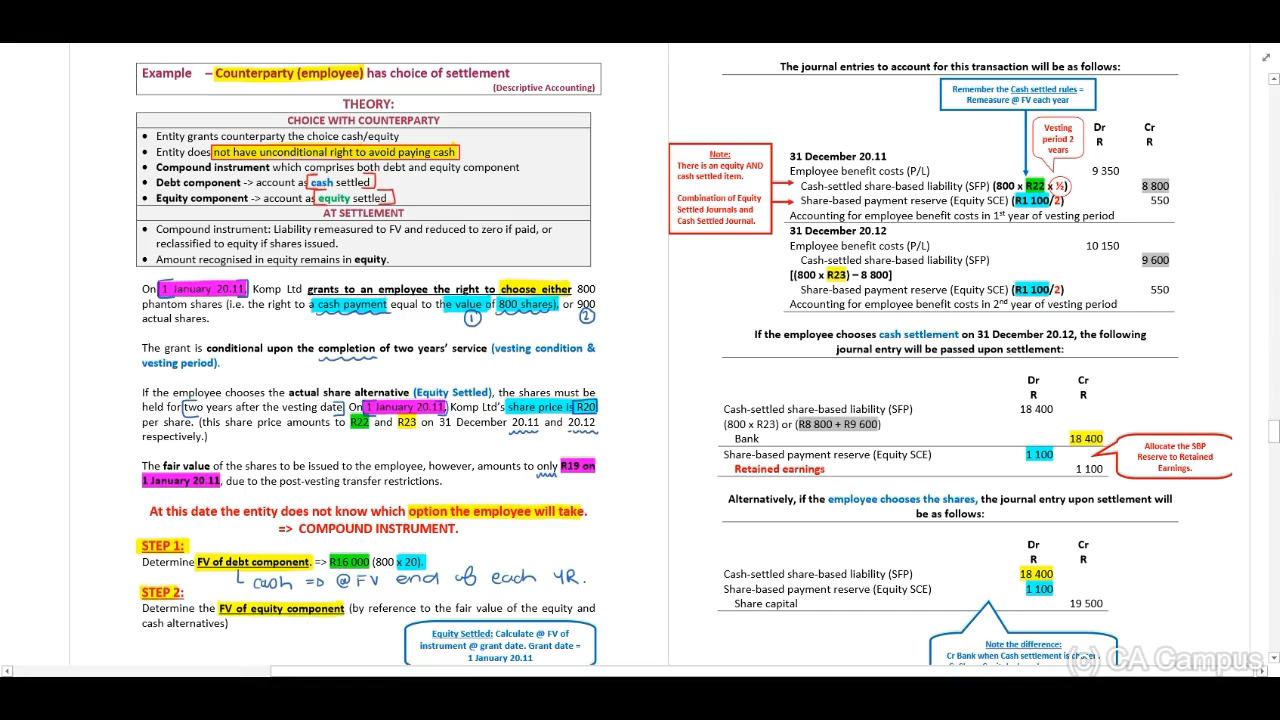 Example – Counterparty (employee) has choice of settlement
(Descriptive Accounting)
THEORY:
CHOICE WITH COUNTERPARTY
• Entity grants counterparty the choice cash/equity
• Entity does not have unconditional right to avoid paying cash
• Compound instrument which comprises both debt and equity component
• Debt component -> account as cash settled
• Equity component -> account as equity settled
AT SETTLEMENT
• Compound instrument: Liability remeasured to FV and reduced to zero if paid, or
reclassified to equity if shares issued.
• Amount recognised in equity remains in equity.
On 1 January 20.11, Komp Ltd grants to an employee the right to choose either 800
phantom shares (i.e. the right to a cash payment equal to the value of 800 shares), or 900
actual shares.
1
2
The grant is conditional upon the completion of two years' service (vesting condition &
vesting period).
If the employee chooses the actual share alternative (Equity Settled), the shares must be
held for two years after the vesting date. On 1 January 20.11, Komp Ltd's share price is R20
per share. (this share price amounts to R22 and R23 on 31 December 20.11 and 20.12
respectively.)
The fair value of the shares to be issued to the employee, however, amounts to only R19 on
1 January 20.11, due to the post-vesting transfer restrictions.
At this date the entity does not know which option the employee will take.
=> COMPOUND INSTRUMENT.
STEP 1:
Determine FV of debt component. => R16 000 (800 x 20).
cash => @ FV end of each YR.
STEP 2:
Determine the FV of equity component (by reference to the fair value of the equity and
cash alternatives)
Equity Settled: Calculate @ FV of
instrument @ grant date. Grant date =
1 January 20.11
The journal entries to account for this transaction will be as follows:
Remember the Cash settled rules =
Remeasure @ FV each year
Vesting
period 2
years
Dr Cr
R R
Note:
There is an equity AND
cash settled item.
Combination of Equity
Settled Journals and
Cash Settled Journal.
31 December 20.11
Employee benefit costs (P/L) 9 350
Cash-settled share-based liability (SFP) (800 x R22 x ½) 8 800
Share-based payment reserve (Equity SCE) (R1 100/2) 550
Accounting for employee benefit costs in 1st year of vesting period
31 December 20.12
Employee benefit costs (P/L) 10 150
Cash-settled share-based liability (SFP) 9 600
[(800 x R23) – 8 800]
Share-based payment reserve (Equity SCE) (R1 100/2) 550
Accounting for employee benefit costs in 2nd year of vesting period
If the employee chooses cash settlement on 31 December 20.12, the following
journal entry will be passed upon settlement:
Dr Cr
R R
Cash-settled share-based liability (SFP) 18 400
(800 x R23) or (R8 800 + R9 600)
Bank 18 400
Share-based payment reserve (Equity SCE) 1 100
Retained earnings 1 100
Allocate the SBP
Reserve to Retained
Earnings.
Alternatively, if the employee chooses the shares, the journal entry upon settlement will
be as follows:
Dr Cr
R R
Cash-settled share-based liability (SFP) 18 400
Share-based payment reserve (Equity SCE) 1 100
Share capital 19 500
Note the difference:
Cr Bank when Cash settlement is chosen
(c) CA Campus